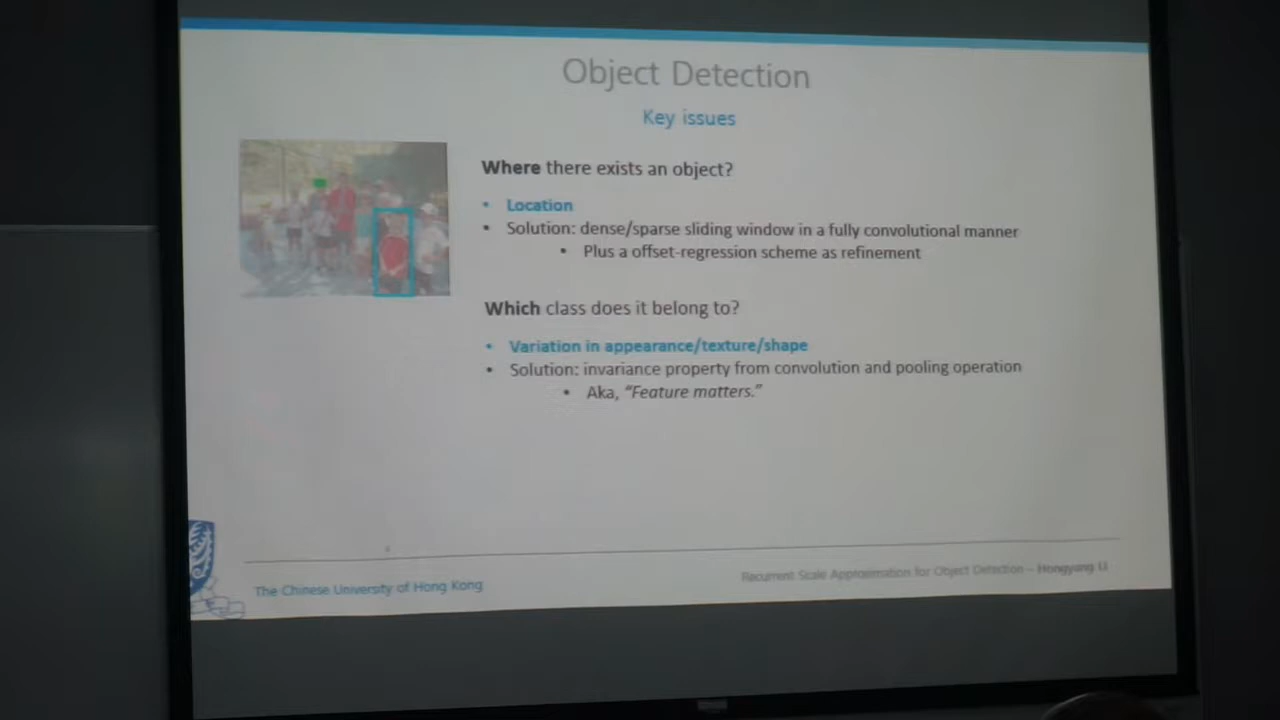 Object Detection
Key issues
Where there exists an object?
• Location
• Solution: dense/sparse sliding window in a fully convolutional manner
• Plus a offset-regression scheme as refinement
Which class does it belong to?
• Variation in appearance/texture/shape
• Solution: invariance property from convolution and pooling operation
• Aka, “Feature matters.”
The Chinese University of Hong Kong
Recurrent Scale Approximation for Object Detection – Hongyang Li